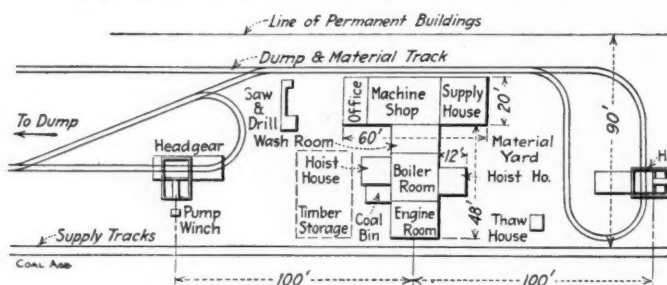 Line of Permanent Buildings
Dump & Material Track
To Dump
Saw &
Drill
Office
Machine
Shop
Supply
House
20'
90'
Headgear
Wash Room
60'
12'
Material
Yard
Hoist
House
Boiler
Room
Hoist Ho.
48'
Timber
Storage
Coal
Bin
Engine
Room
Thaw
House
Pump
Winch
Supply Tracks
COAL AGE
100'
100'
H